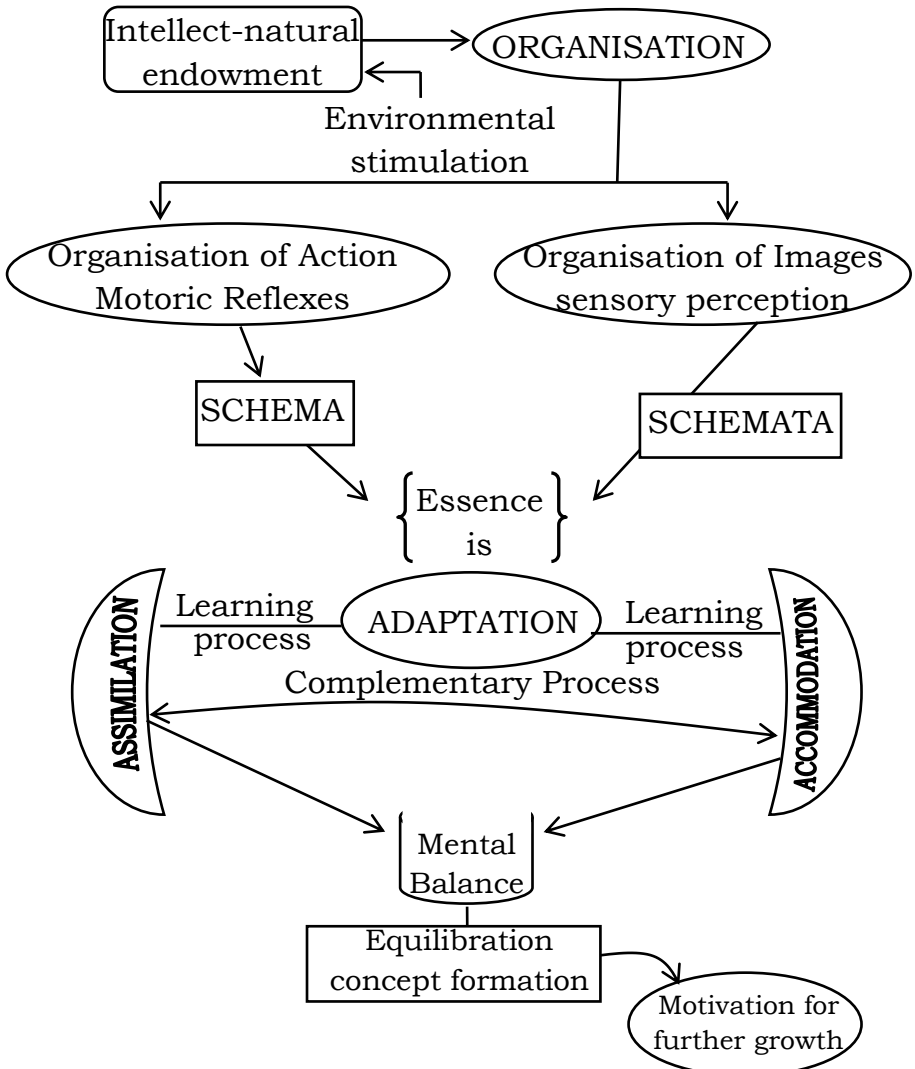 Intellect-natural
endowment
ORGANISATION
Environmental
stimulation
Organisation of Action
Motoric Reflexes
Organisation of Images
sensory perception
SCHEMA
SCHEMATA
{Essence}
is
ASSIMILATION
Learning
process
ADAPTATION
Learning
process
ACCOMMODATION
Complementary Process
Mental
Balance
Equilibration
concept formation
Motivation for
further growth